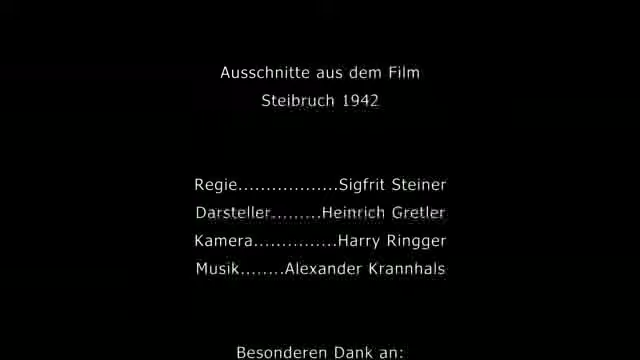 Ausschnitte aus dem Film
Steibruch 1942
Regie..................Sigfrit Steiner
Darsteller.........Heinrich Gretler
Kamera...............Harry Ringger
Musik........Alexander Krannhals
Besonderen Dank an: